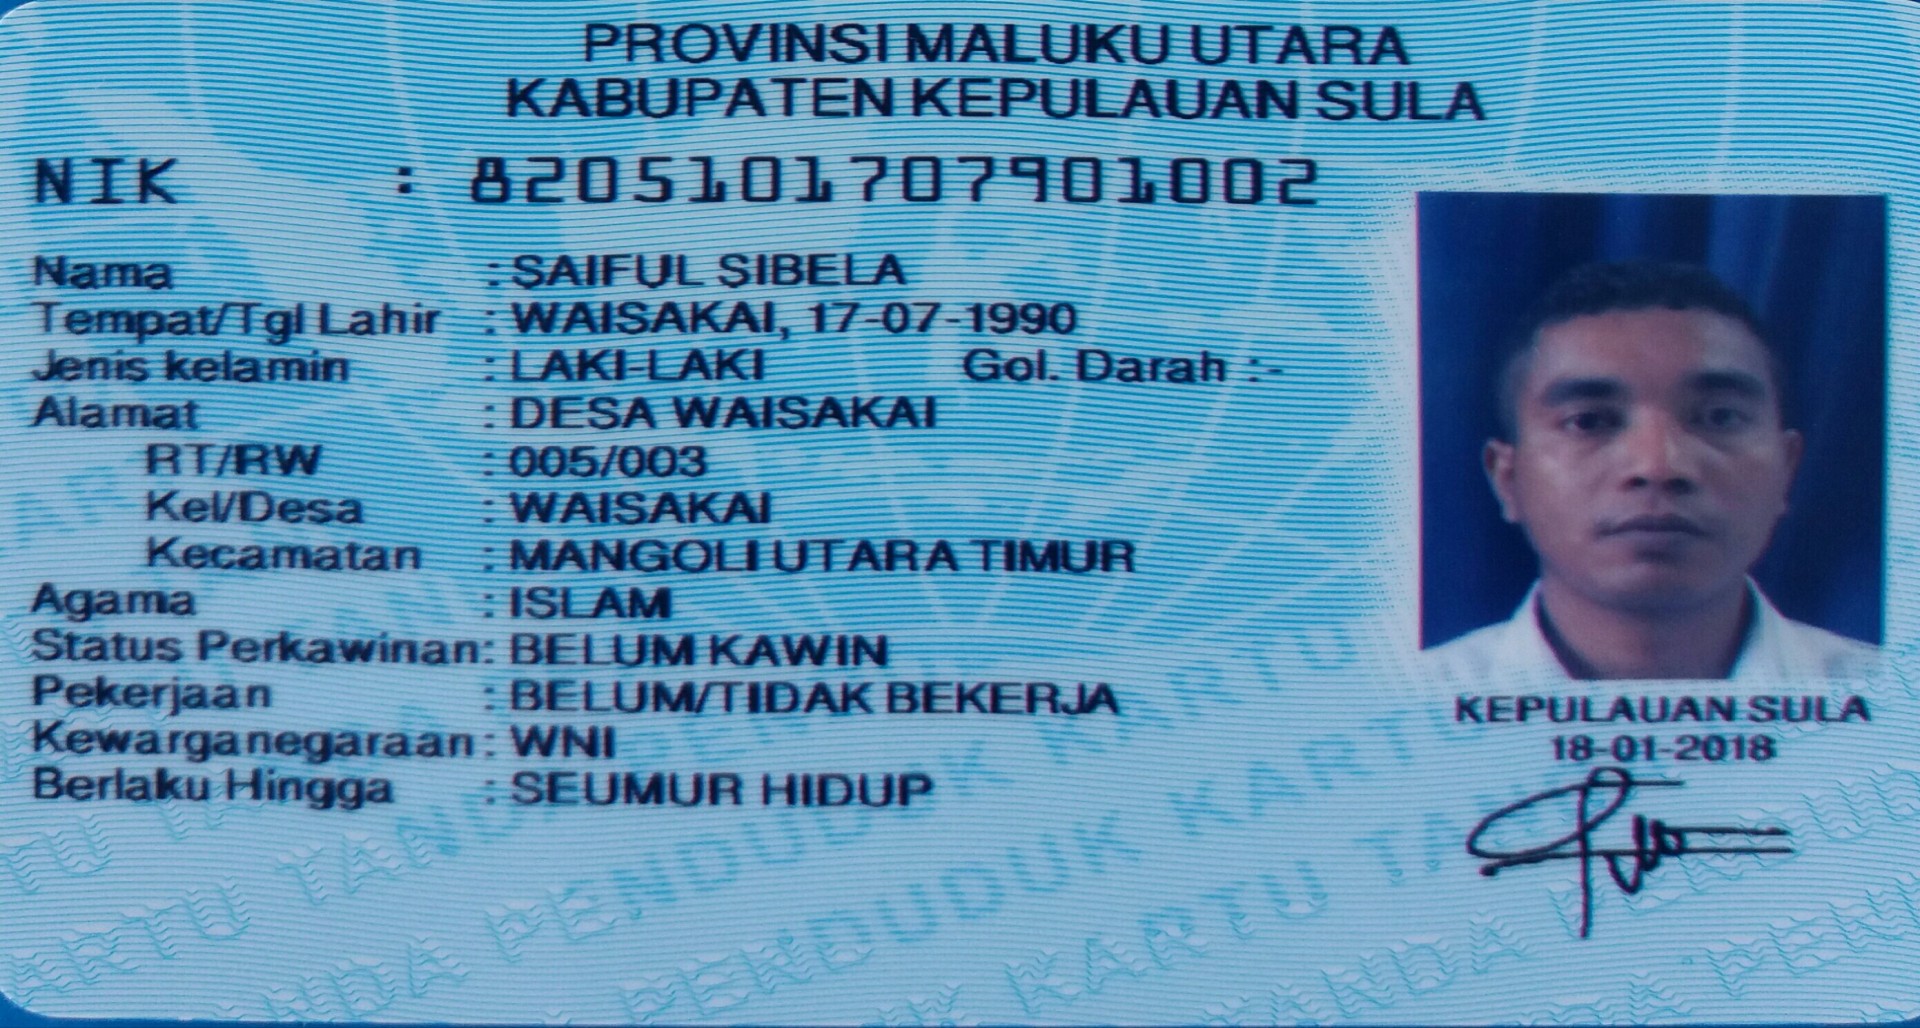 PROVINSI MALUKU UTARA
KABUPATEN KEPULAUAN SULA
NIK : 8205101707901002
Nama : SAIFUL SIBELA
Tempat/Tgl Lahir : WAISAKAI, 17-07-1990
Jenis kelamin : LAKI-LAKI Gol. Darah :-
Alamat : DESA WAISAKAI
RT/RW : 005/003
Kel/Desa : WAISAKAI
Kecamatan : MANGOLI UTARA TIMUR
Agama : ISLAM
Status Perkawinan: BELUM KAWIN
Pekerjaan : BELUM/TIDAK BEKERJA
Kewarganegaraan: WNI
Berlaku Hingga : SEUMUR HIDUP
KEPULAUAN SULA
18-01-2018